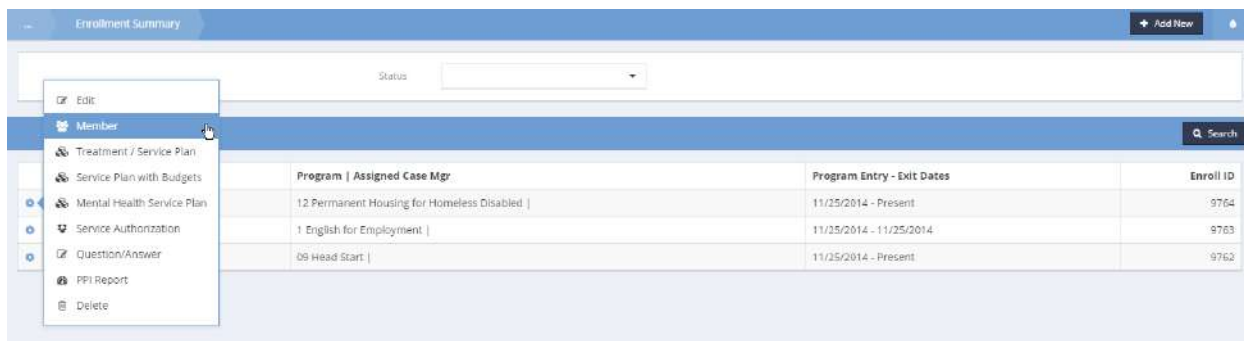 ... Enrollment Summary + Add New
Status
Edit
Member
Search
Treatment / Service Plan
Service Plan with Budgets
Program | Assigned Case Mgr Program Entry - Exit Dates Enroll ID
Mental Health Service Plan
12 Permanent Housing for Homeless Disabled | 11/25/2014 - Present 9764
Service Authorization
1 English for Employment | 11/25/2014 - 11/25/2014 9763
Question/Answer
09 Head Start | 11/25/2014 - Present 9762
PPI Report
Delete